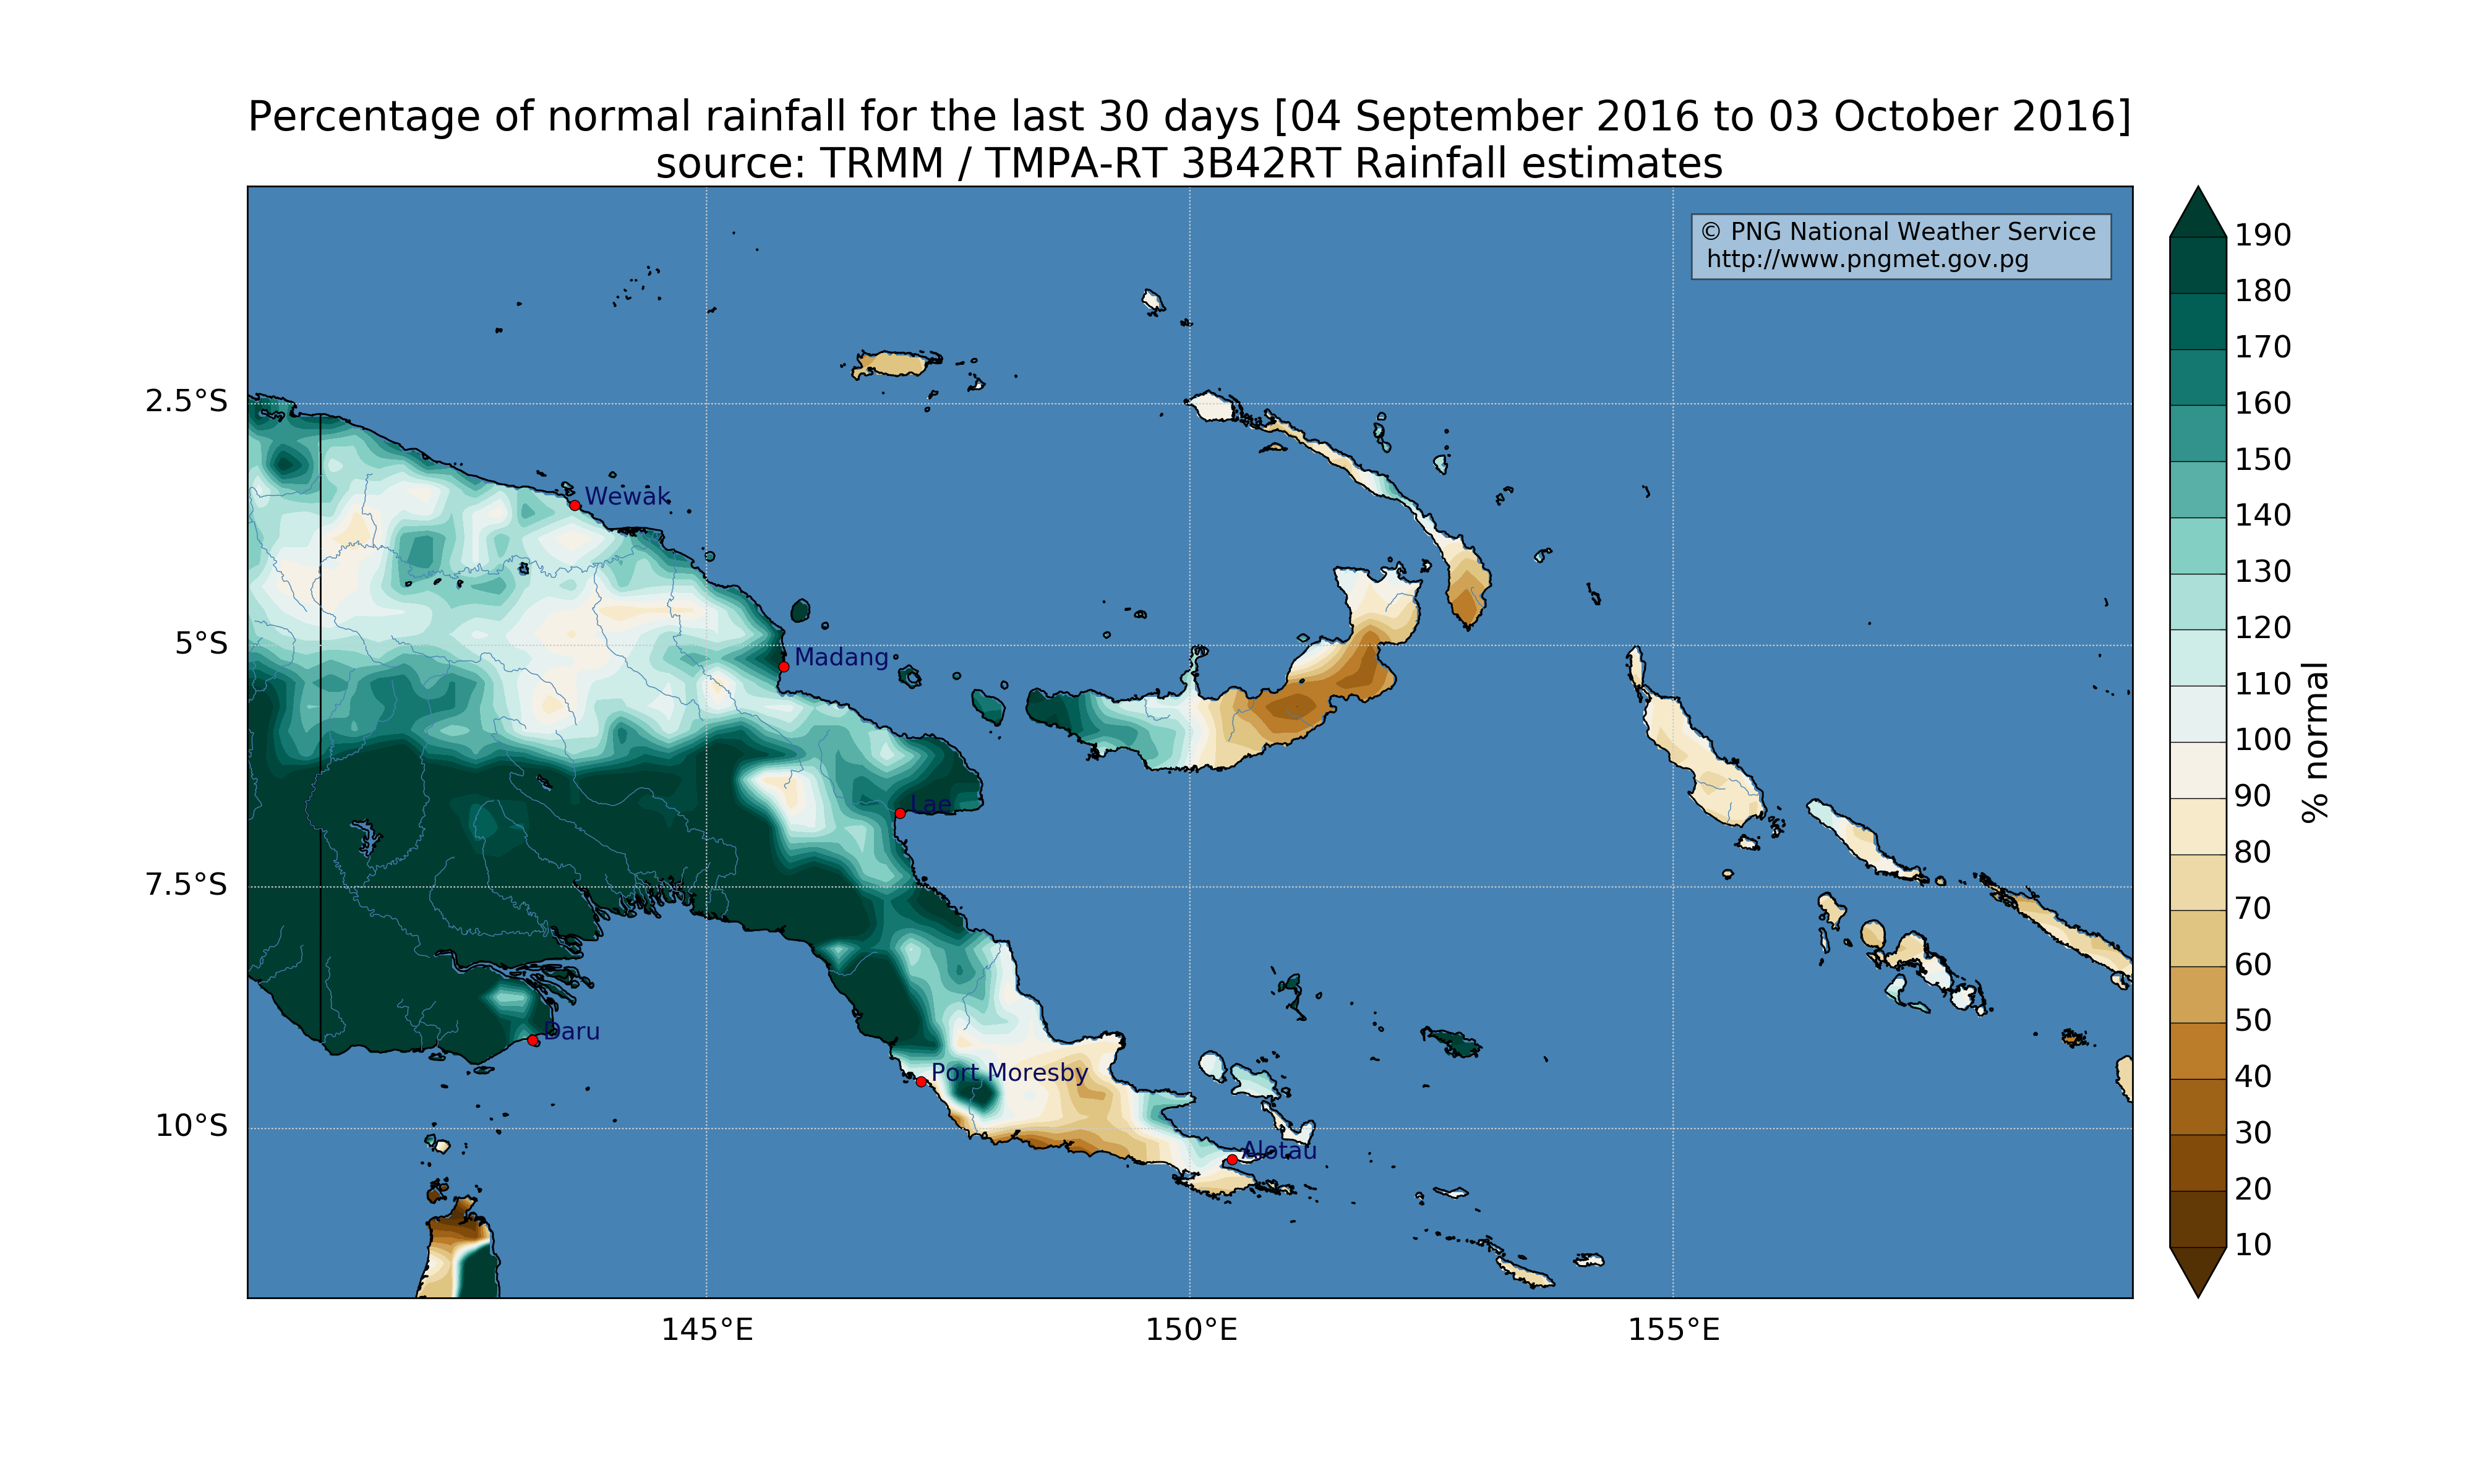 Percentage of normal rainfall for the last 30 days [04 September 2016 to 03 October 2016]
source: TRMM / TMPA-RT 3B42RT Rainfall estimates
© PNG National Weather Service
http://www.pngmet.gov.pg
2.5°S
5°S
7.5°S
10°S
145°E
150°E
155°E
Wewak
Madang
Lae
Daru
Port Moresby
Alotau
190
180
170
160
150
140
130
120
110
100
90
80
70
60
50
40
30
20
10
% normal